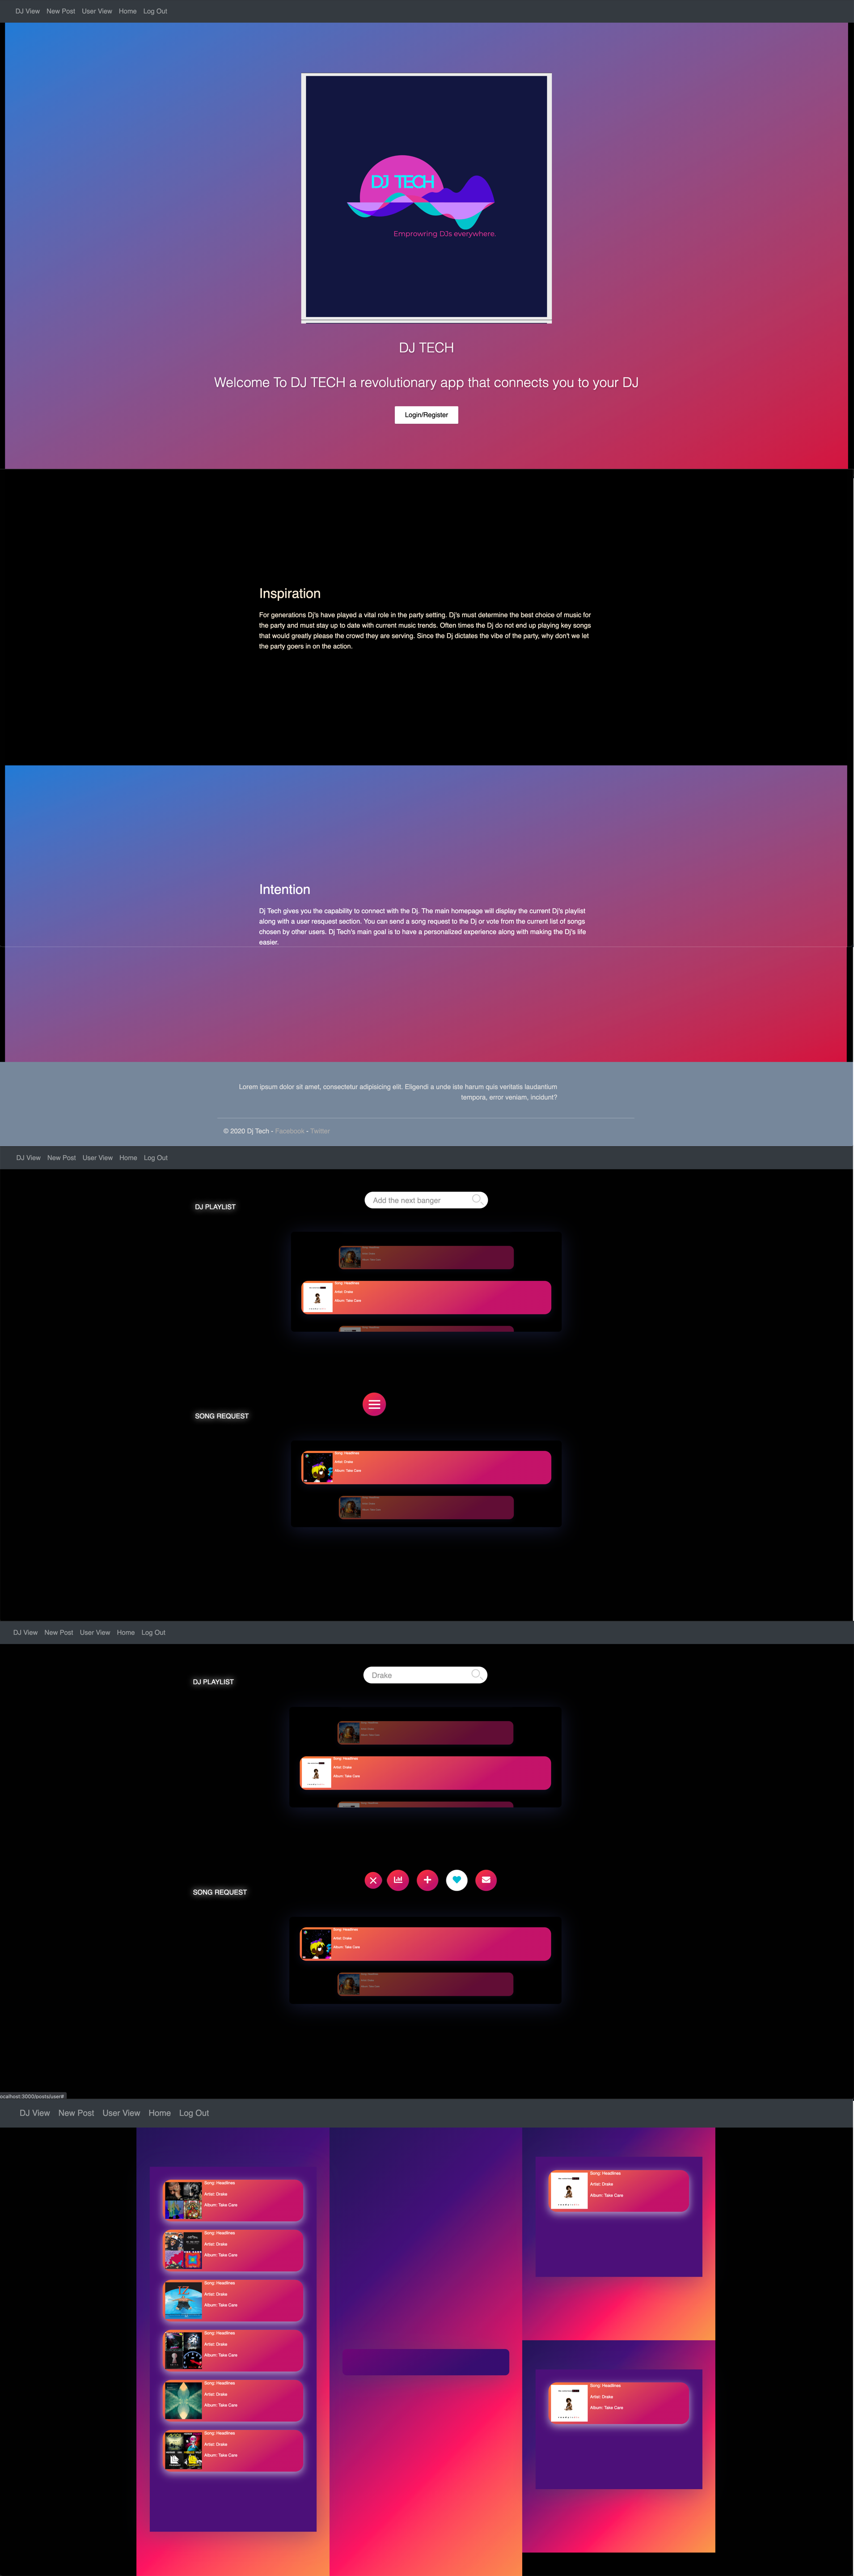 DJ View New Post User View Home Log Out
DJ TECH
Emprowring DJs everywhere.
DJ TECH
Welcome To DJ TECH a revolutionary app that connects you to your DJ
Login/Register
Inspiration
For generations Dj's have played a vital role in the party setting. Dj's must determine the best choice of music for
the party and must stay up to date with current music trends. Often times the Dj do not end up playing key songs
that would greatly please the crowd they are serving. Since the Dj dictates the vibe of the party, why don't we let
the party goers in on the action.
Intention
Dj Tech gives you the capability to connect with the Dj. The main homepage will display the current Dj's playlist
along with a user resquest section. You can send a song request to the Dj or vote from the current list of songs
chosen by other users. Dj Tech's main goal is to have a personalized experience along with making the Dj's life
easier.
Lorem ipsum dolor sit amet, consectetur adipisicing elit. Eligendi a unde iste harum quis veritatis laudantium
tempora, error veniam, incidunt?
© 2020 Dj Tech - Facebook - Twitter
DJ View New Post User View Home Log Out
DJ PLAYLIST
Add the next banger
Song: Headlines
Artist: Drake
Album: Take Care
SONG REQUEST
Song: Headlines
Artist: Drake
Album: Take Care
DJ View New Post User View Home Log Out
DJ PLAYLIST
Drake
Song: Headlines
Artist: Drake
Album: Take Care
SONG REQUEST
Song: Headlines
Artist: Drake
Album: Take Care
ocalhost:3000/posts/user#
DJ View New Post User View Home Log Out
Song: Headlines
Artist: Drake
Album: Take Care
Song: Headlines
Artist: Drake
Album: Take Care
Song: Headlines
Artist: Drake
Album: Take Care
Song: Headlines
Artist: Drake
Album: Take Care
Song: Headlines
Artist: Drake
Album: Take Care
Song: Headlines
Artist: Drake
Album: Take Care
Song: Headlines
Artist: Drake
Album: Take Care
Song: Headlines
Artist: Drake
Album: Take Care